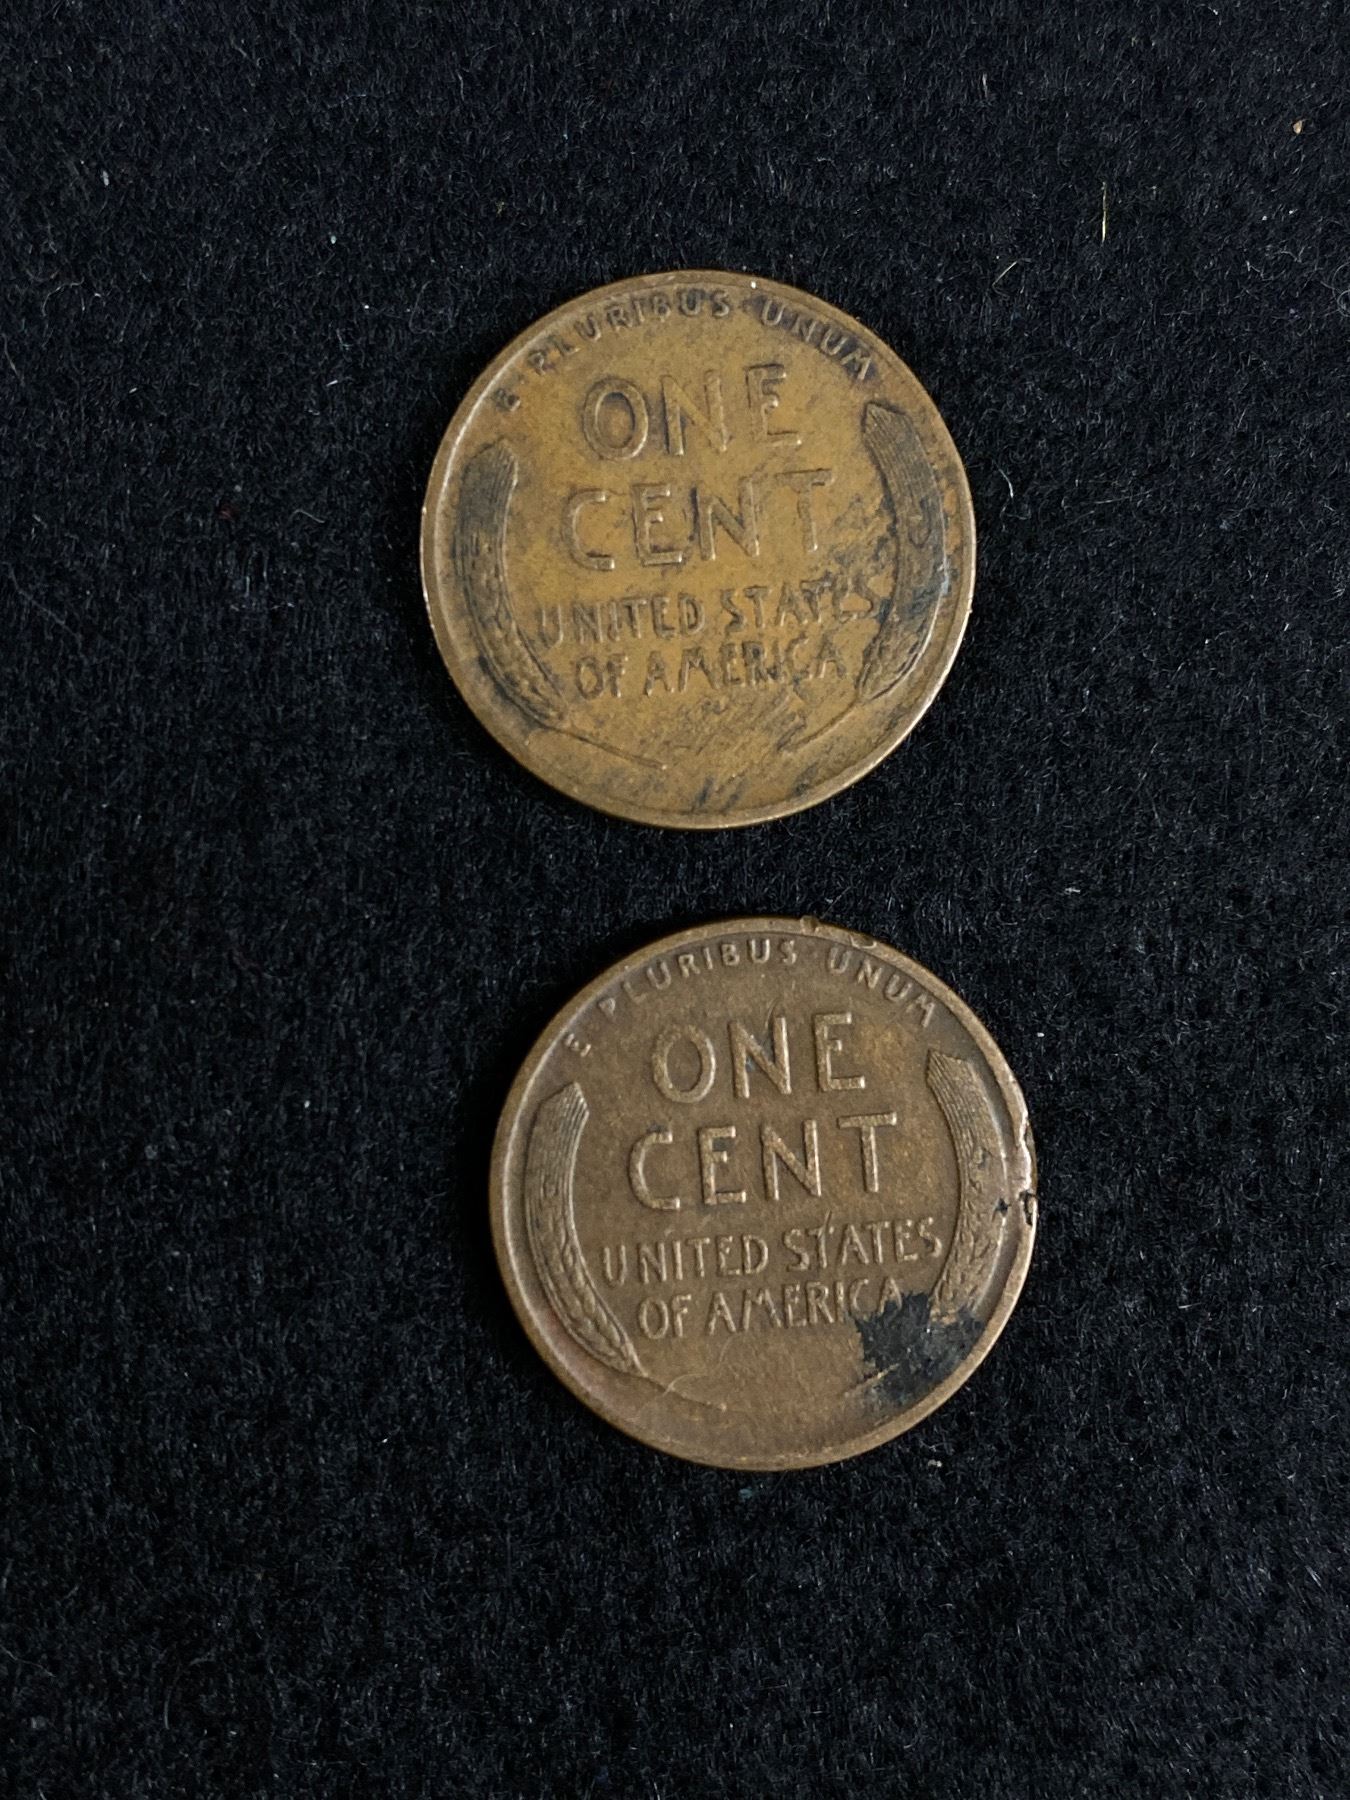 E·PLURIBUS·UNUM
ONE
CENT
UNITED STATES
OF AMERICA
E·PLURIBUS·UNUM
ONE
CENT
UNITED STATES
OF AMERICA